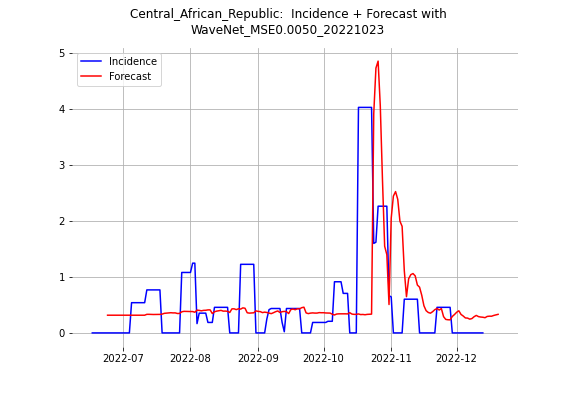 Central_African_Republic:  Incidence + Forecast with
WaveNet_MSE0.0050_20221023
Incidence
Forecast
5
4
3
2
1
0
2022-07 2022-08 2022-09 2022-10 2022-11 2022-12